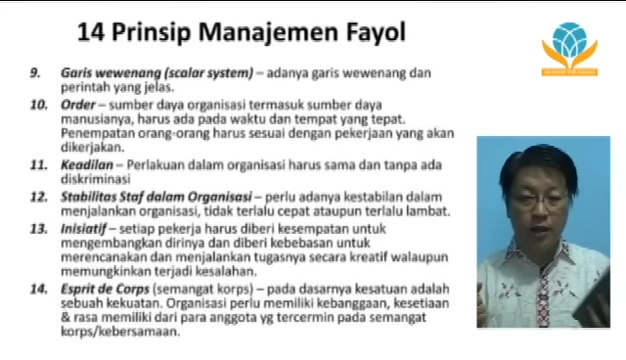 14 Prinsip Manajemen Fayol
9. Garis wewenang (scalar system) – adanya garis wewenang dan
perintah yang jelas.
10. Order – sumber daya organisasi termasuk sumber daya
manusianya, harus ada pada waktu dan tempat yang tepat.
Penempatan orang-orang harus sesuai dengan pekerjaan yang akan
dikerjakan.
11. Keadilan – Perlakuan dalam organisasi harus sama dan tanpa ada
diskriminasi
12. Stabilitas Staf dalam Organisasi – perlu adanya kestabilan dalam
menjalankan organisasi, tidak terlalu cepat ataupun terlalu lambat.
13. Inisiatif – setiap pekerja harus diberi kesempatan untuk
mengembangkan dirinya dan diberi kebebasan untuk
merencanakan dan menjalankan tugasnya secara kreatif walaupun
memungkinkan terjadi kesalahan.
14. Esprit de Corps (semangat korps) – pada dasarnya kesatuan adalah
sebuah kekuatan. Organisasi perlu memiliki kebanggaan, kesetiaan
& rasa memiliki dari para anggota yg tercermin pada semangat
korps/kebersamaan.